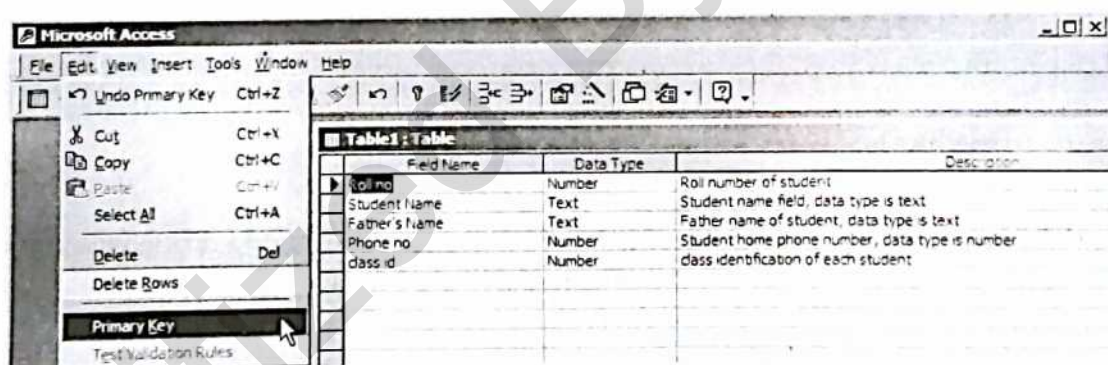 Microsoft Access
File Edit View Insert Tools Window Help
Undo Primary Key Ctrl+Z
Cut Ctrl+X
Copy Ctrl+C
Paste Ctrl+V
Select All Ctrl+A
Delete Del
Delete Rows
Primary Key
Test Validation Rules
Table1 : Table
Field Name Data Type Description
Roll no Number Roll number of student
Student Name Text Student name field, data type is text
Father's Name Text Father name of student, data type is text
Phone no Number Student home phone number, data type is number
class id Number class identification of each student